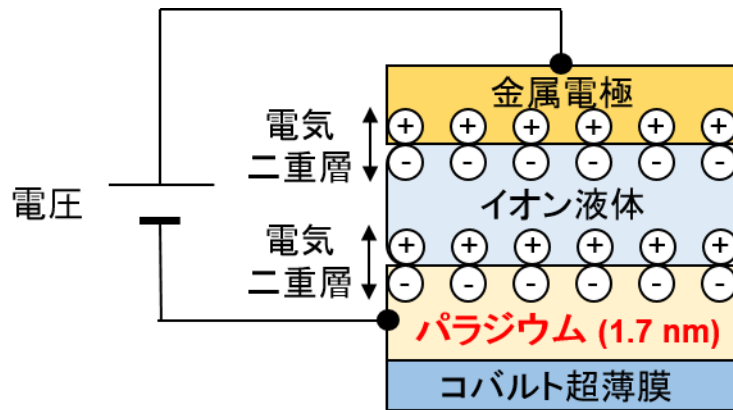 金属電極
+ + + + + +
電気
二重層
- - - - - -
電圧
イオン液体
電気
二重層
+ + + + + +
- - - - - -
パラジウム (1.7 nm)
コバルト超薄膜